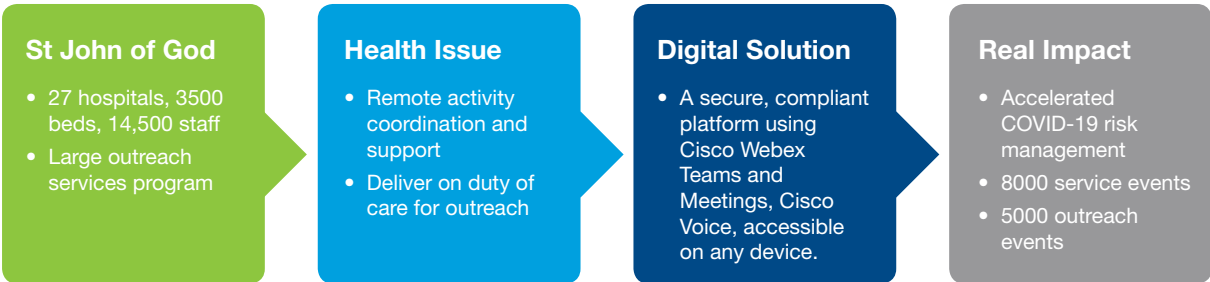 St John of God
• 27 hospitals, 3500
beds, 14,500 staff
• Large outreach
services program
Health Issue
• Remote activity
coordination and
support
• Deliver on duty of
care for outreach
Digital Solution
• A secure, compliant
platform using
Cisco Webex
Teams and
Meetings, Cisco
Voice, accessible
on any device.
Real Impact
• Accelerated
COVID-19 risk
management
• 8000 service events
• 5000 outreach
events